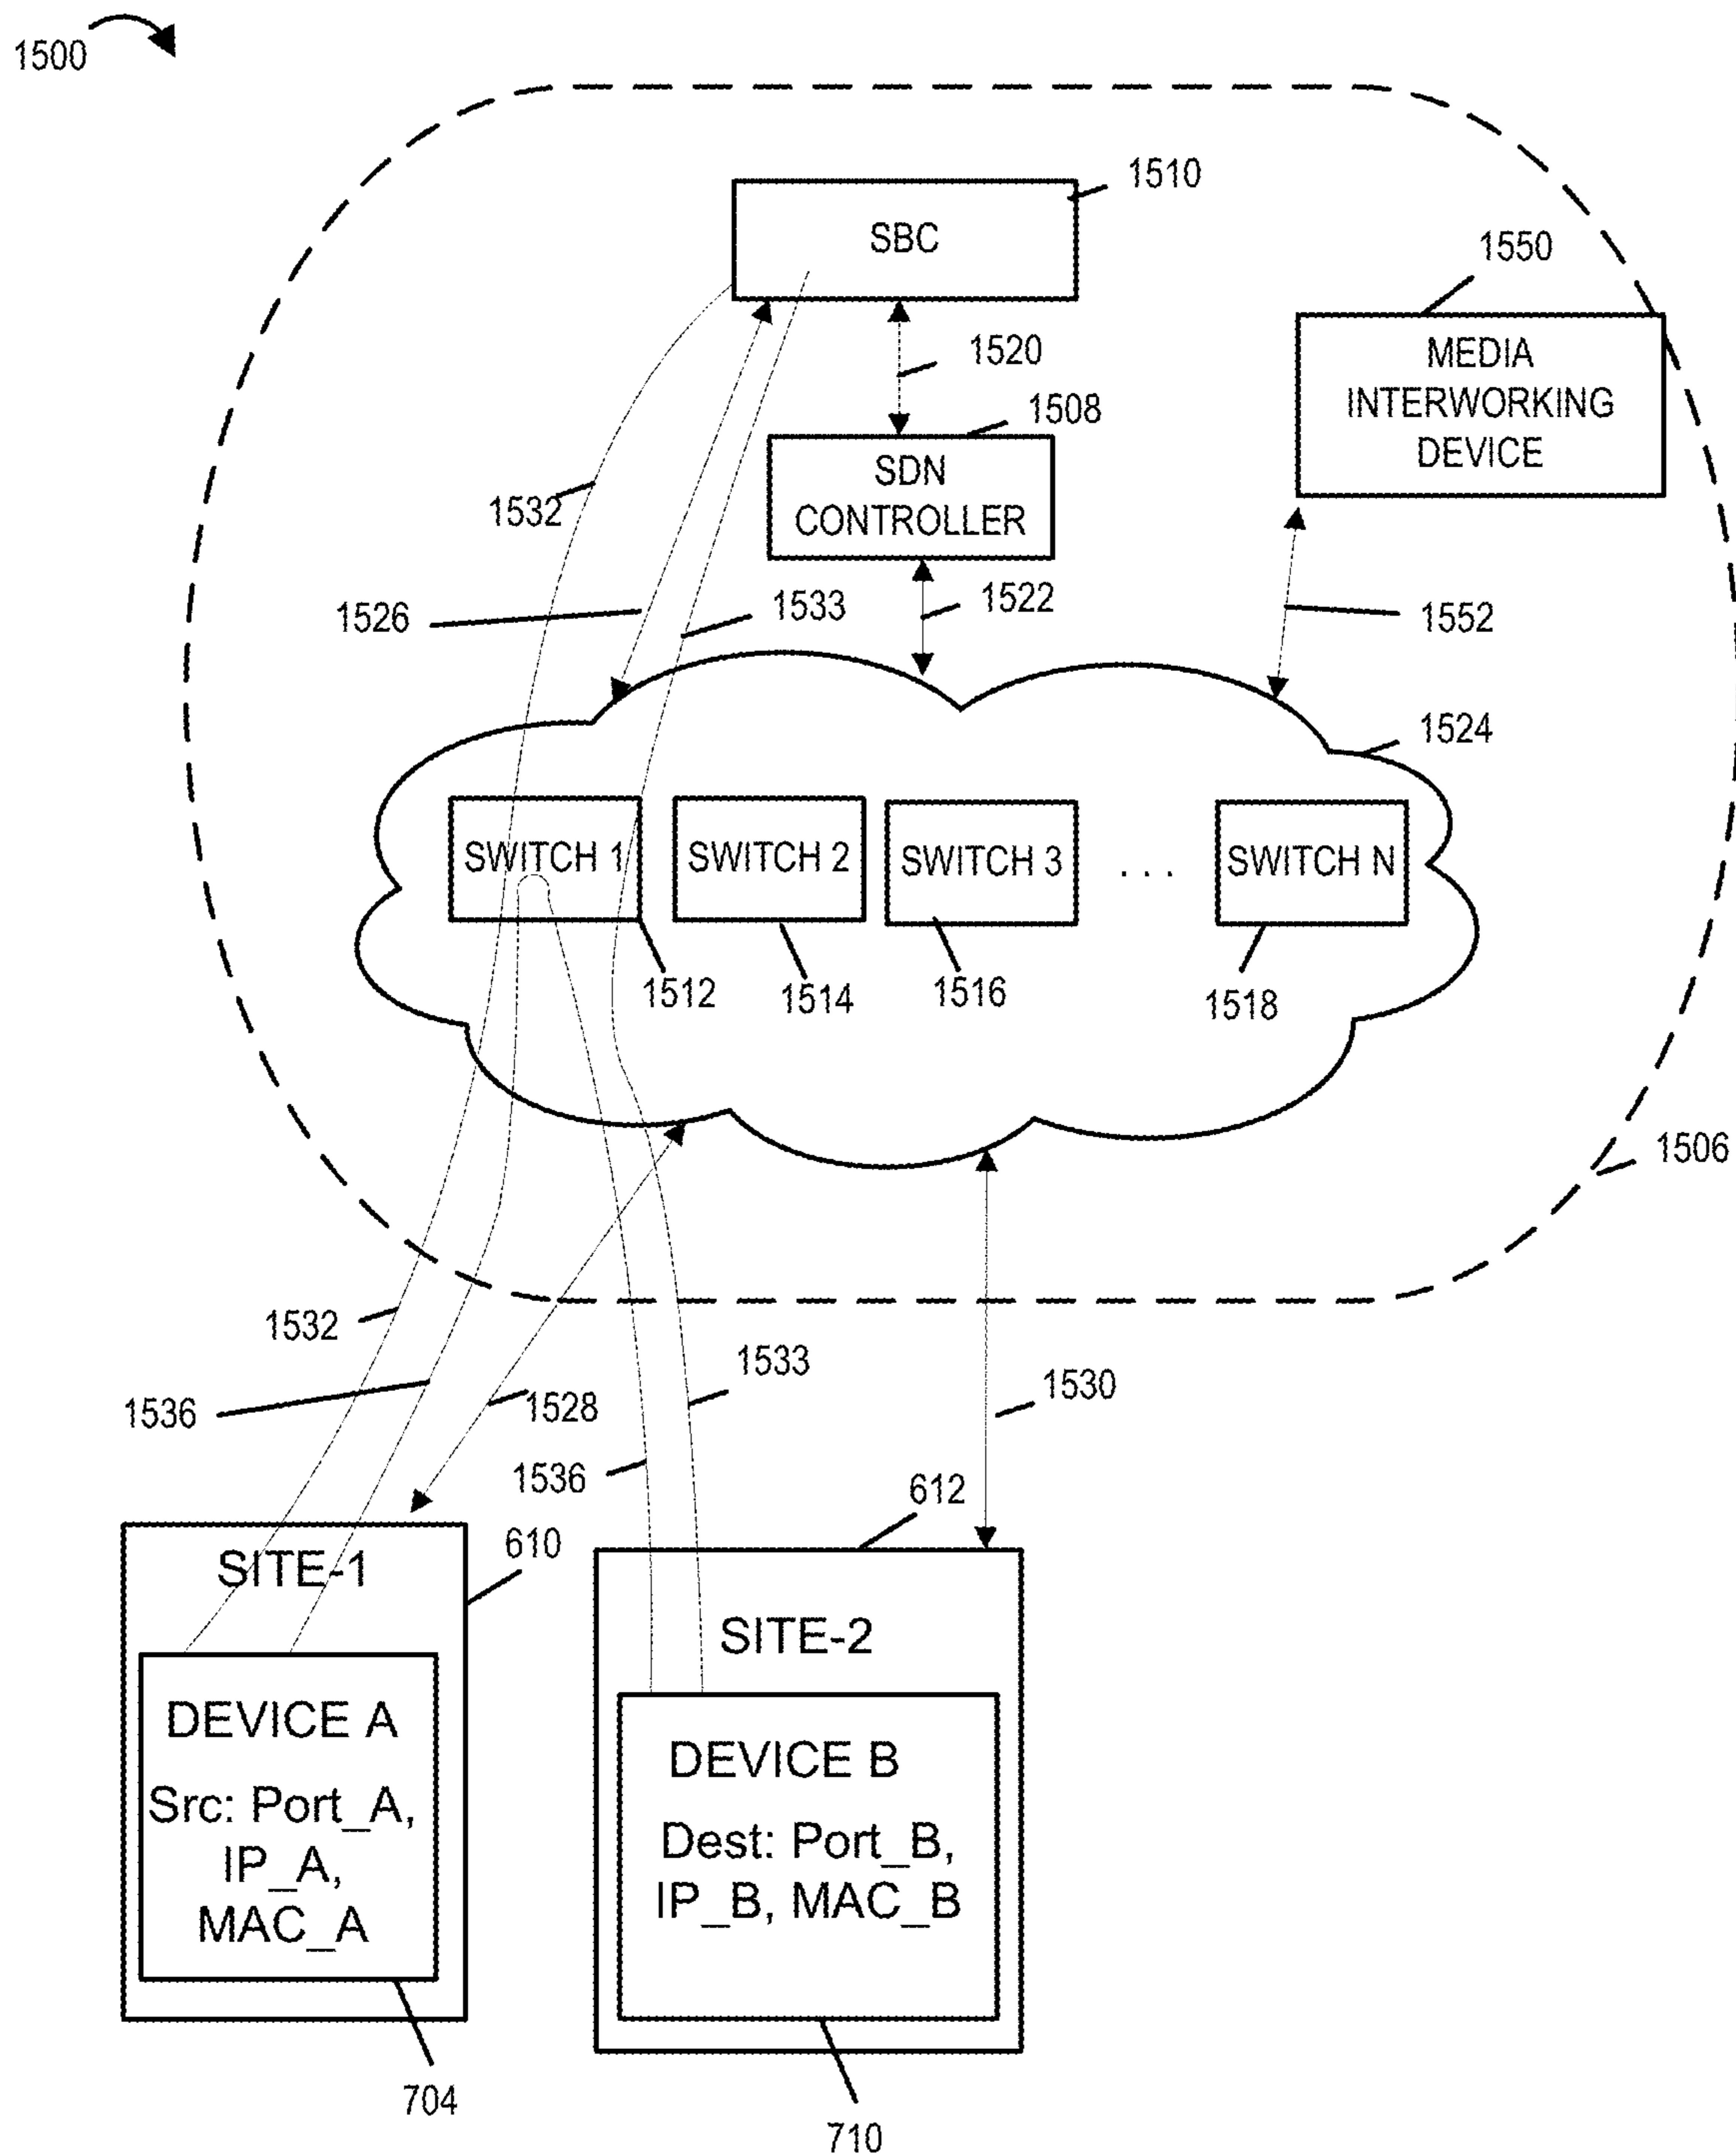 1500
1510
SBC
1550
1520
MEDIA
INTERWORKING
DEVICE
1508
SDN
CONTROLLER
1532
1526
1533
1522
1552
1524
SWITCH 1
SWITCH 2
SWITCH 3
. . .
SWITCH N
1512
1514
1516
1518
1506
1532
1533
1536
1528
1530
1536
612
610
SITE-1
SITE-2
DEVICE A
Src: Port_A,
IP_A,
MAC_A
DEVICE B
Dest: Port_B,
IP_B, MAC_B
704
710